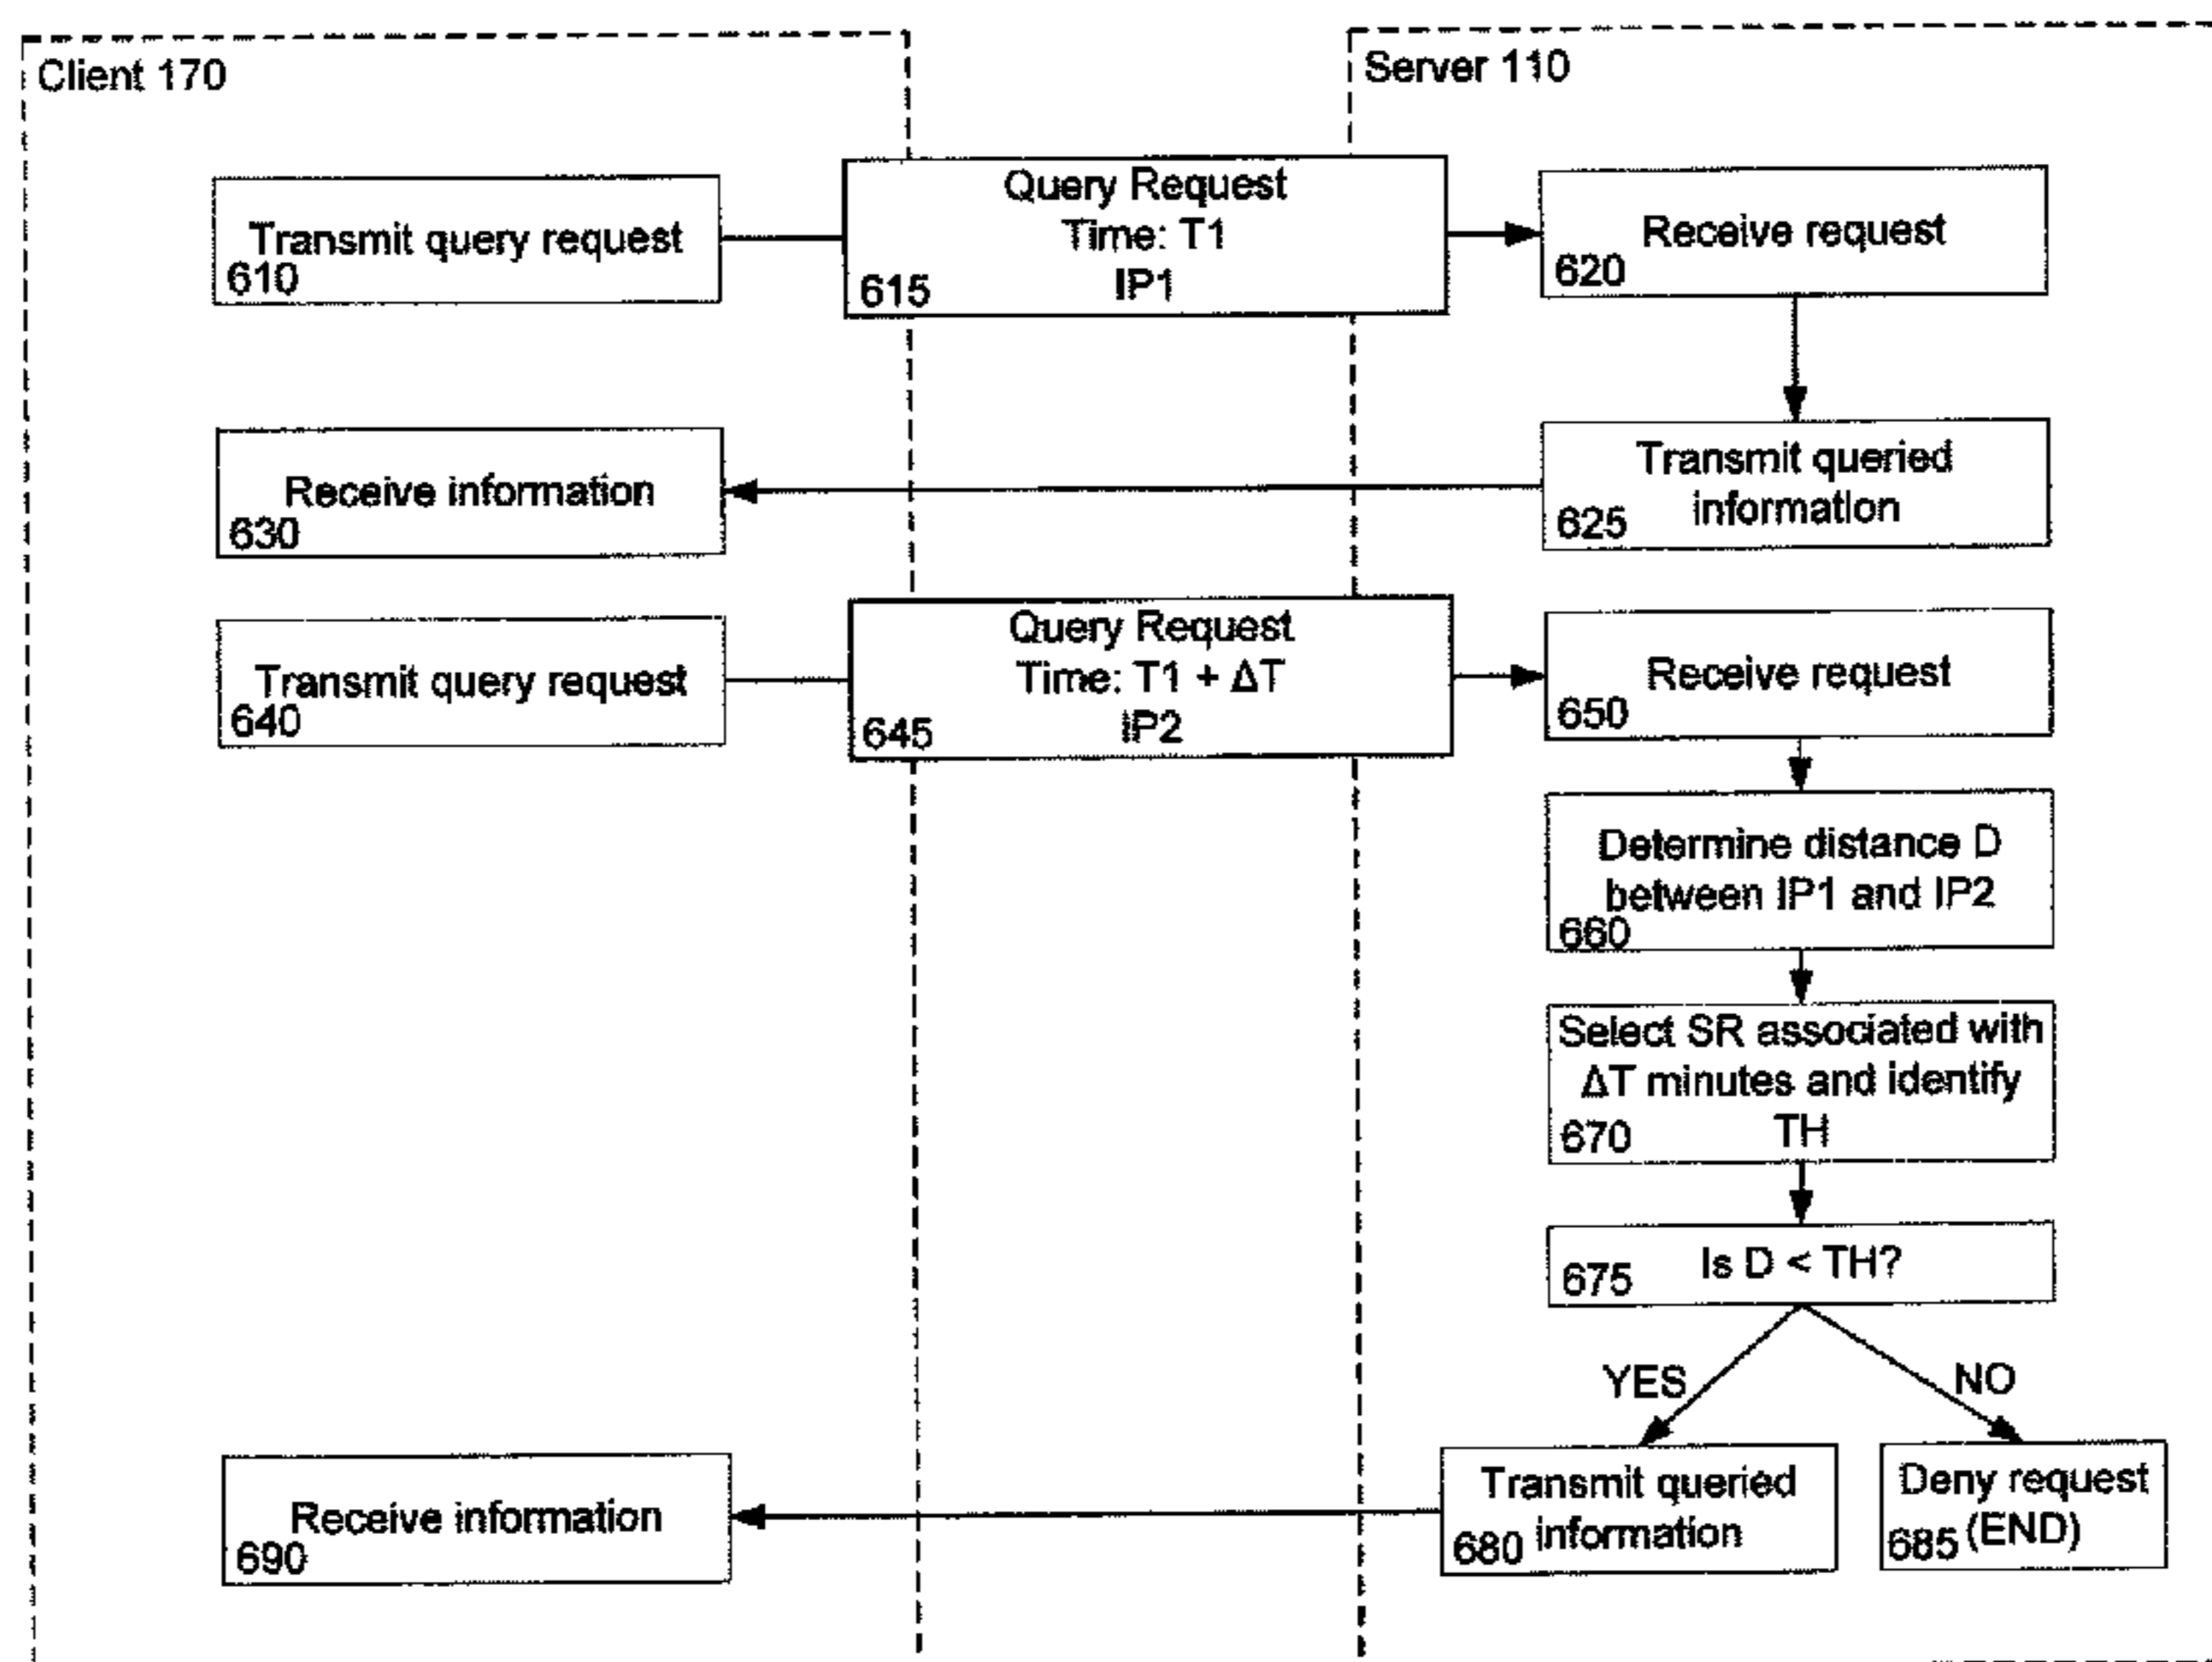 Client 170
Server 110
Transmit query request
610
Query Request
Time: T1
IP1
615
Receive request
620
Transmit queried
information
625
Receive information
630
Transmit query request
640
Query Request
Time: T1 + ΔT
IP2
645
Receive request
650
Determine distance D
between IP1 and IP2
660
Select SR associated with
ΔT minutes and identify
TH
670
Is D < TH?
675
YES
NO
Transmit queried
information
680
Deny request
(END)
685
Receive information
690